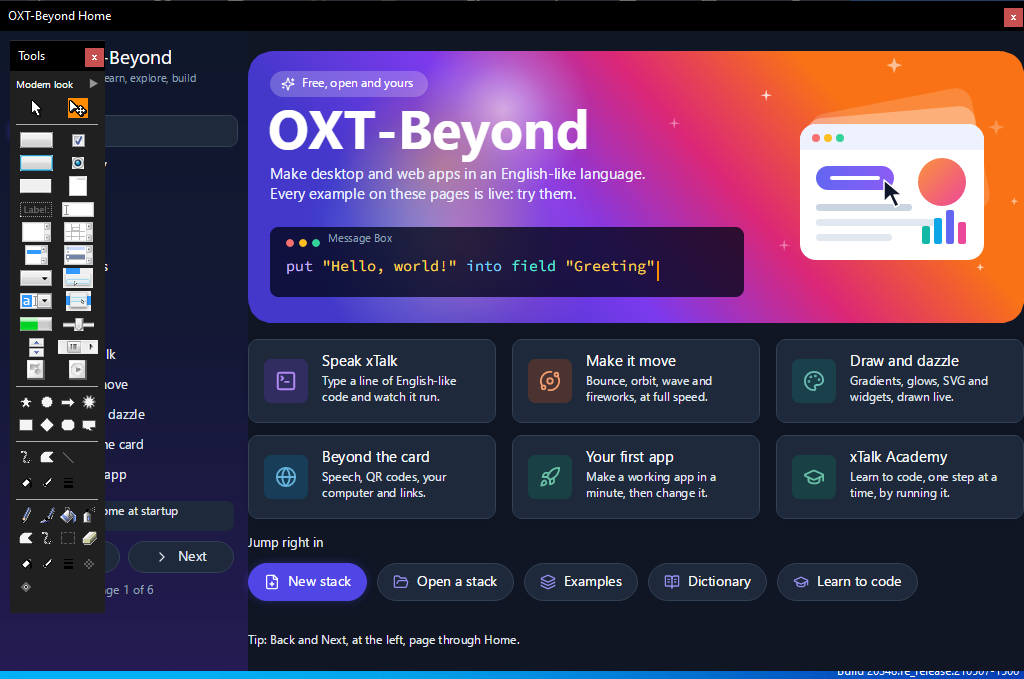 OXT-Beyond Home
x
Tools
x
Modern look
Label:
-Beyond
earn, explore, build
lk
ove
dazzle
he card
app
ome at startup
Next
ge 1 of 6
Free, open and yours
OXT-Beyond
Make desktop and web apps in an English-like language.
Every example on these pages is live: try them.
Message Box
put "Hello, world!" into field "Greeting"
Speak xTalk
Type a line of English-like
code and watch it run.
Make it move
Bounce, orbit, wave and
fireworks, at full speed.
Draw and dazzle
Gradients, glows, SVG and
widgets, drawn live.
Beyond the card
Speech, QR codes, your
computer and links.
Your first app
Make a working app in a
minute, then change it.
xTalk Academy
Learn to code, one step at a
time, by running it.
Jump right in
New stack
Open a stack
Examples
Dictionary
Learn to code
Tip: Back and Next, at the left, page through Home.